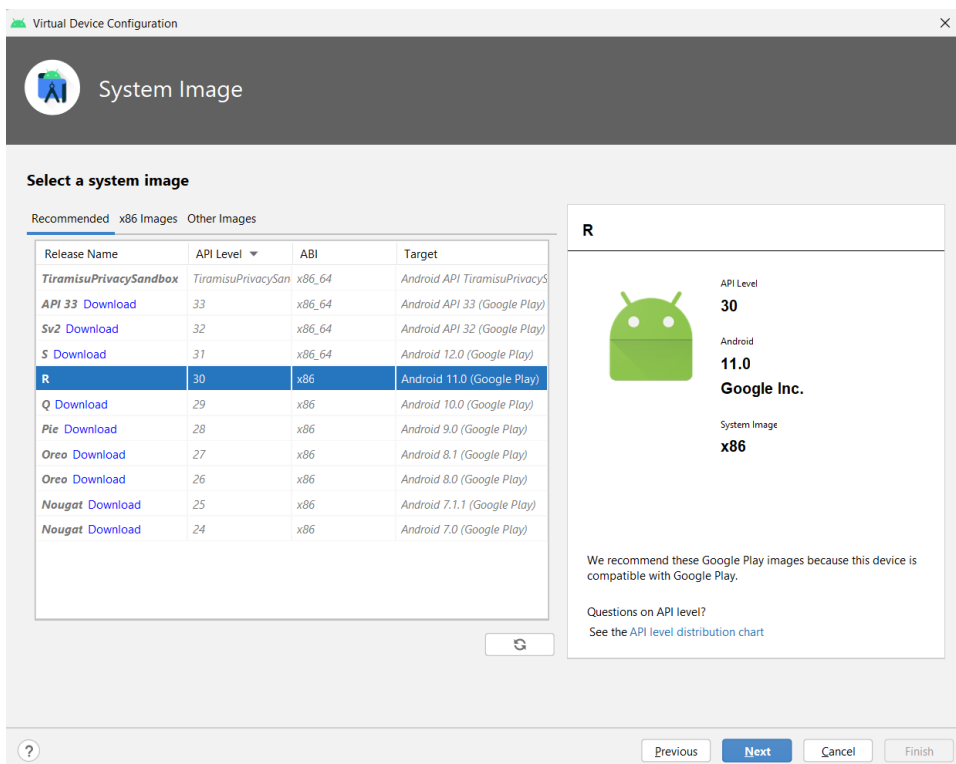 Virtual Device Configuration
System Image
Select a system image
Recommended x86 Images Other Images
Release Name API Level ABI Target
TiramisuPrivacySandbox TiramisuPrivacySan x86_64 Android API TiramisuPrivacyS
API 33 Download 33 x86_64 Android API 33 (Google Play)
Sv2 Download 32 x86_64 Android API 32 (Google Play)
S Download 31 x86_64 Android 12.0 (Google Play)
R 30 x86 Android 11.0 (Google Play)
Q Download 29 x86 Android 10.0 (Google Play)
Pie Download 28 x86 Android 9.0 (Google Play)
Oreo Download 27 x86 Android 8.1 (Google Play)
Oreo Download 26 x86 Android 8.0 (Google Play)
Nougat Download 25 x86 Android 7.1.1 (Google Play)
Nougat Download 24 x86 Android 7.0 (Google Play)
R
API Level
30
Android
11.0
Google Inc.
System Image
x86
We recommend these Google Play images because this device is
compatible with Google Play.
Questions on API level?
See the API level distribution chart
? Previous Next Cancel Finish